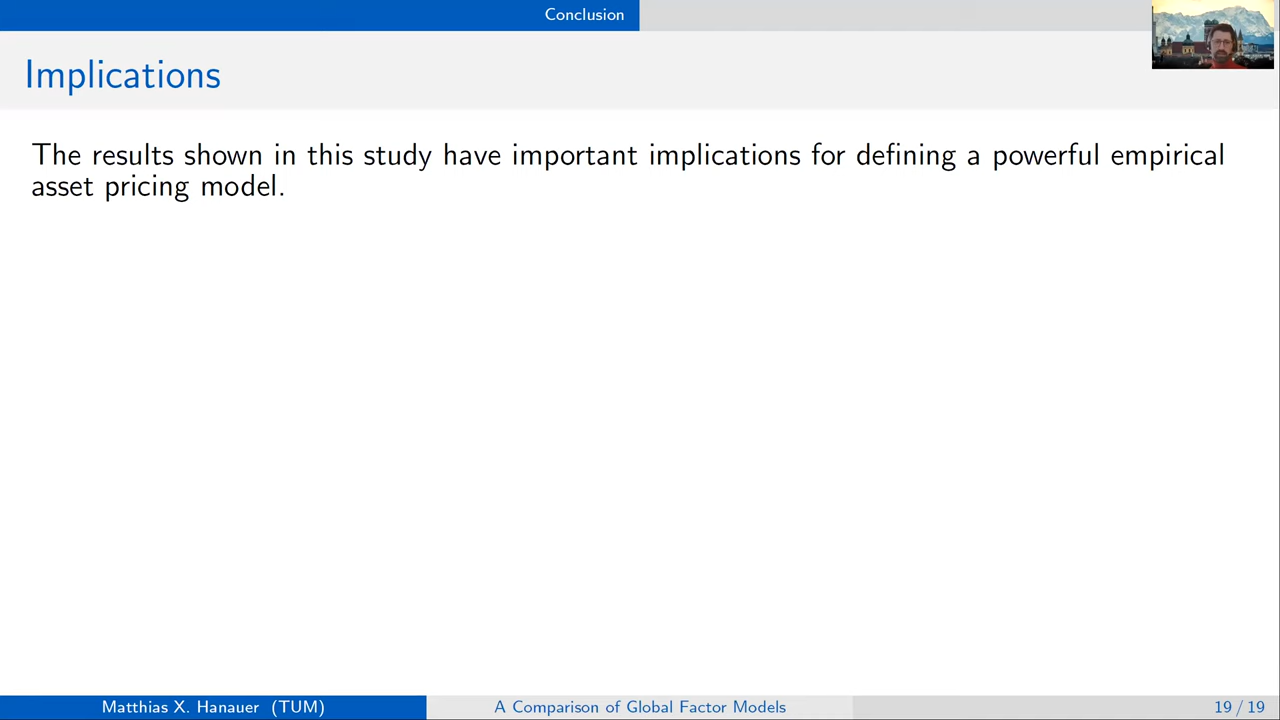 Conclusion
Implications
The results shown in this study have important implications for defining a powerful empirical
asset pricing model.
Matthias X. Hanauer (TUM)
A Comparison of Global Factor Models
19 / 19